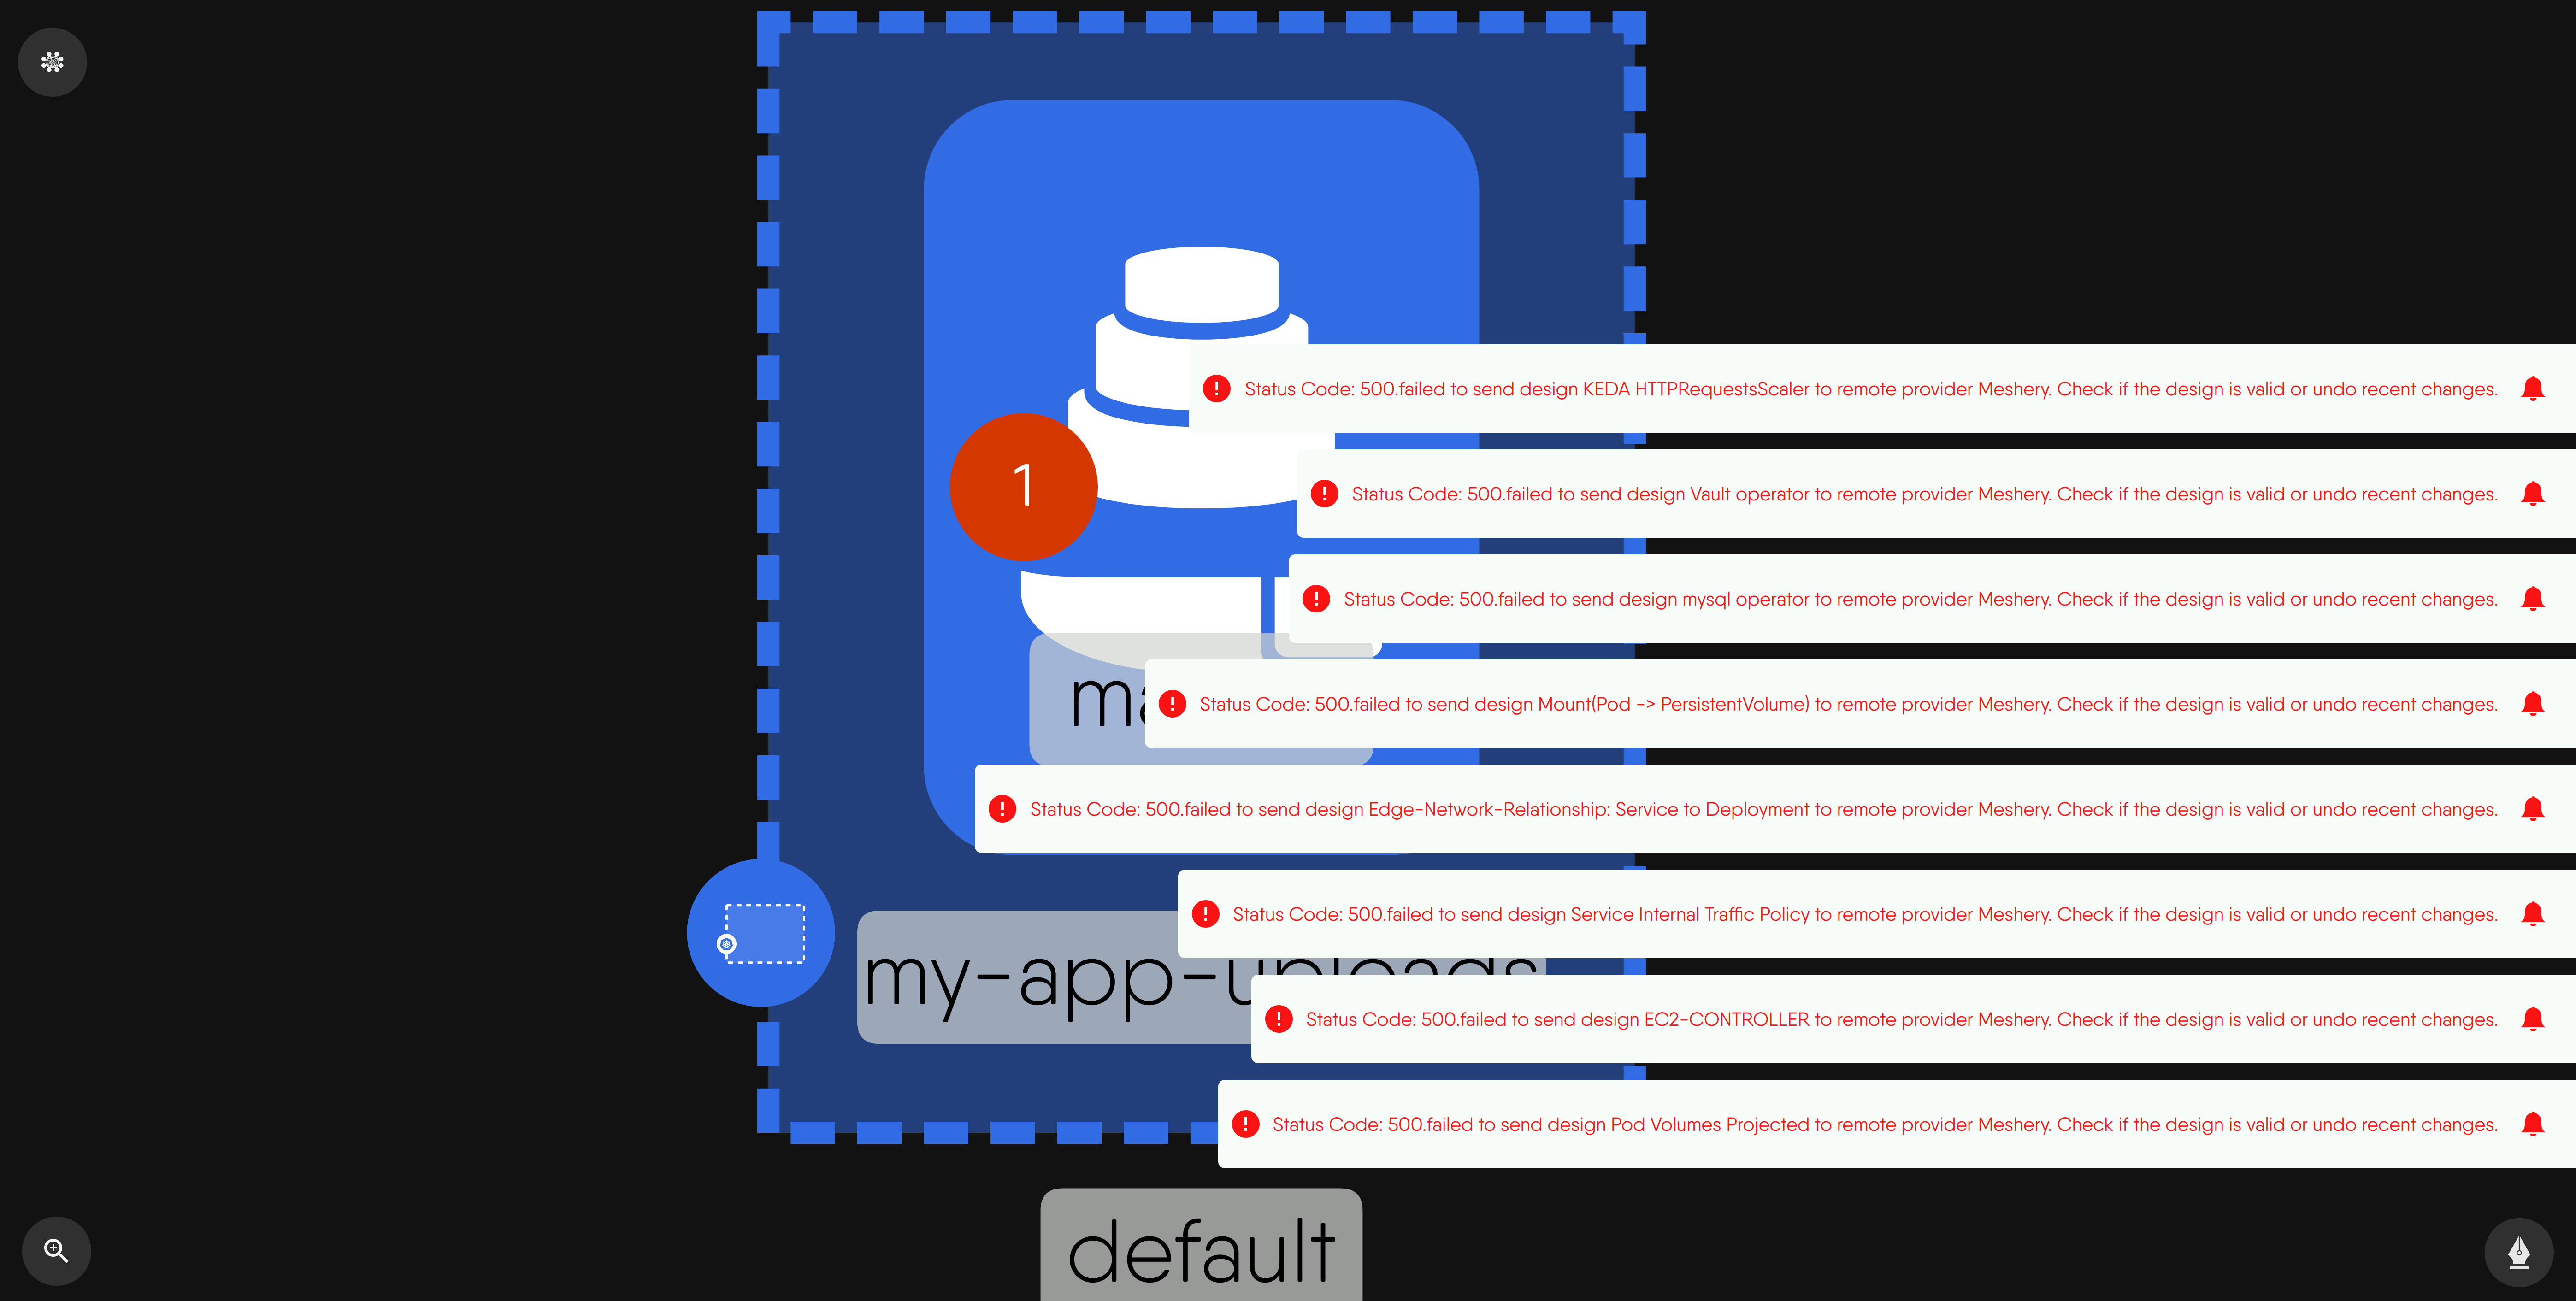 Status Code: 500.failed to send design KEDA HTTPRequestsScaler to remote provider Meshery. Check if the design is valid or undo recent changes.
Status Code: 500.failed to send design Vault operator to remote provider Meshery. Check if the design is valid or undo recent changes.
1
Status Code: 500.failed to send design mysql operator to remote provider Meshery. Check if the design is valid or undo recent changes.
Status Code: 500.failed to send design Mount(Pod -> PersistentVolume) to remote provider Meshery. Check if the design is valid or undo recent changes.
Status Code: 500.failed to send design Edge-Network-Relationship: Service to Deployment to remote provider Meshery. Check if the design is valid or undo recent changes.
Status Code: 500.failed to send design Service Internal Traffic Policy to remote provider Meshery. Check if the design is valid or undo recent changes.
my-app-uploads
Status Code: 500.failed to send design EC2-CONTROLLER to remote provider Meshery. Check if the design is valid or undo recent changes.
Status Code: 500.failed to send design Pod Volumes Projected to remote provider Meshery. Check if the design is valid or undo recent changes.
default